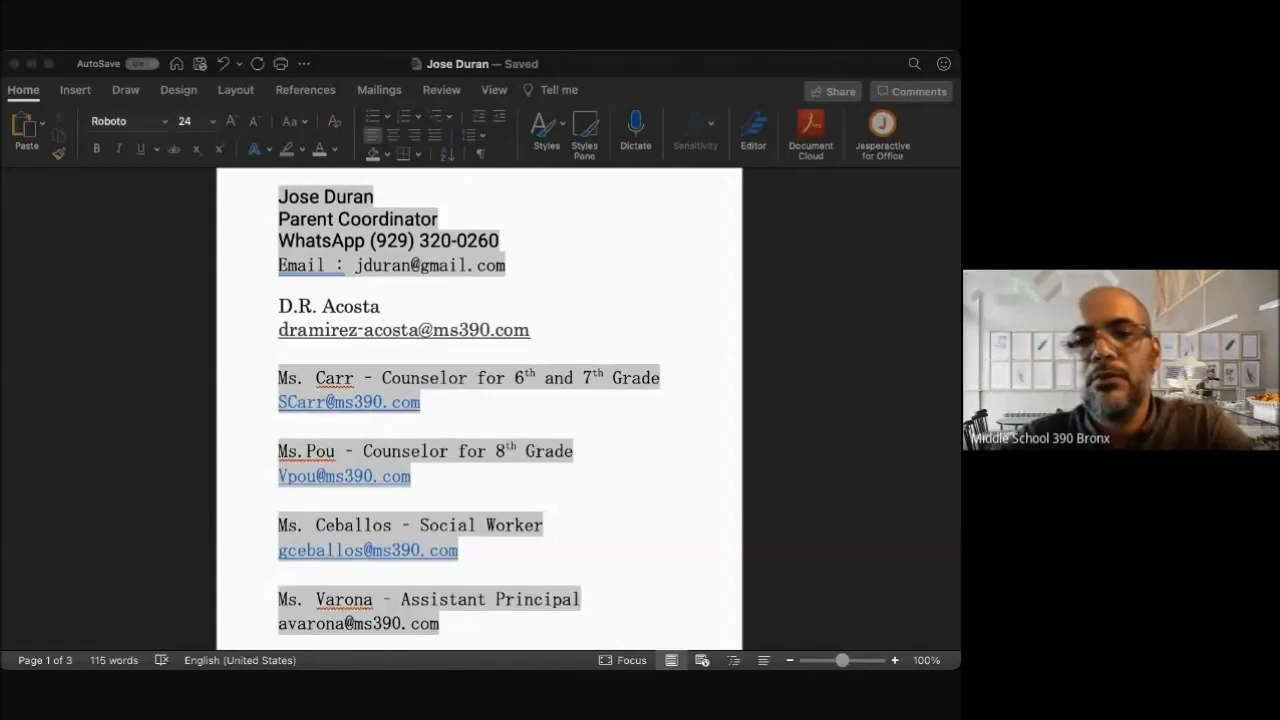 AutoSave
Jose Duran — Saved
Home Insert Draw Design Layout References Mailings Review View Tell me Share Comments
Paste Roboto 24 Styles Styles Pane Dictate Sensitivity Editor Document Cloud Jesperactive for Office
Jose Duran
Parent Coordinator
WhatsApp (929) 320-0260
Email : jduran@gmail.com
D.R. Acosta
dramirez-acosta@ms390.com
Ms. Carr - Counselor for 6th and 7th Grade
SCarr@ms390.com
Ms.Pou - Counselor for 8th Grade
Vpou@ms390.com
Ms. Ceballos - Social Worker
gceballos@ms390.com
Ms. Varona - Assistant Principal
avarona@ms390.com
Middle School 390 Bronx
Page 1 of 3 115 words English (United States) Focus 100%